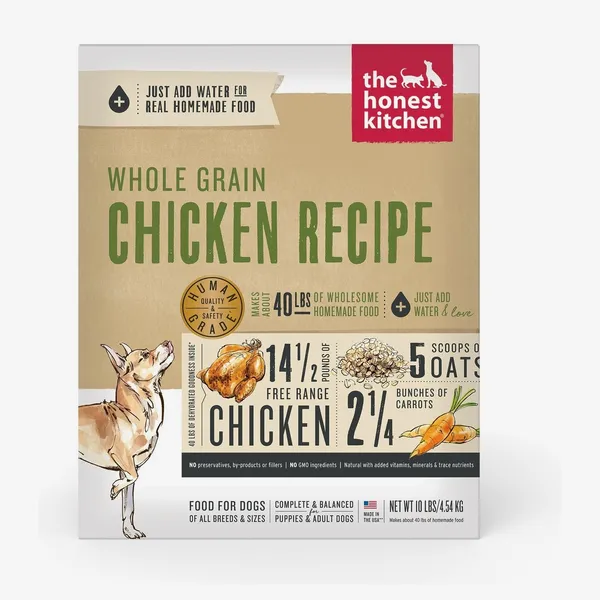 JUST ADD WATER FOR
REAL HOMEMADE FOOD
the
honest
kitchen®
WHOLE GRAIN
CHICKEN RECIPE
HUMAN
QUALITY
&
SAFETY
GRADE
MAKES
ABOUT
40 LBS
OF WHOLESOME
HOMEMADE FOOD
JUST ADD
WATER & love
40 LBS OF DEHYDRATED GOODNESS INSIDE*
14 1/2
POUNDS OF
FREE RANGE
CHICKEN
5 SCOOPS O
OATS
2 1/4
BUNCHES OF
CARROTS
NO preservatives, by-products or fillers | NO GMO ingredients | Natural with added vitamins, minerals & trace nutrients
FOOD FOR DOGS
OF ALL BREEDS & SIZES
COMPLETE & BALANCED
for
PUPPIES & ADULT DOGS
MADE IN
THE USA
NET WT 10 LBS/4.54 KG
Makes about 40 lbs of homemade food